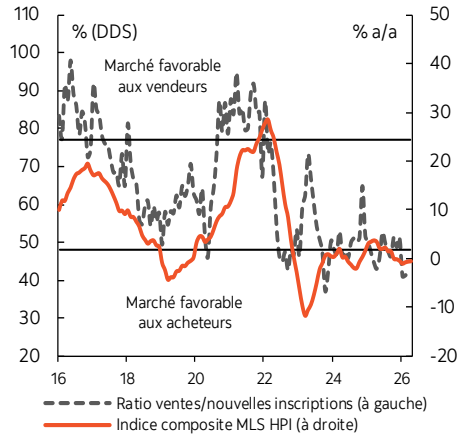 % (DDS)
% a/a
Marché favorable
aux vendeurs
Marché favorable
aux acheteurs
110
100
90
80
70
60
50
40
30
20
50
40
30
20
10
0
-10
-20
16 18 20 22 24 26
Ratio ventes/nouvelles inscriptions (à gauche)
Indice composite MLS HPI (à droite)